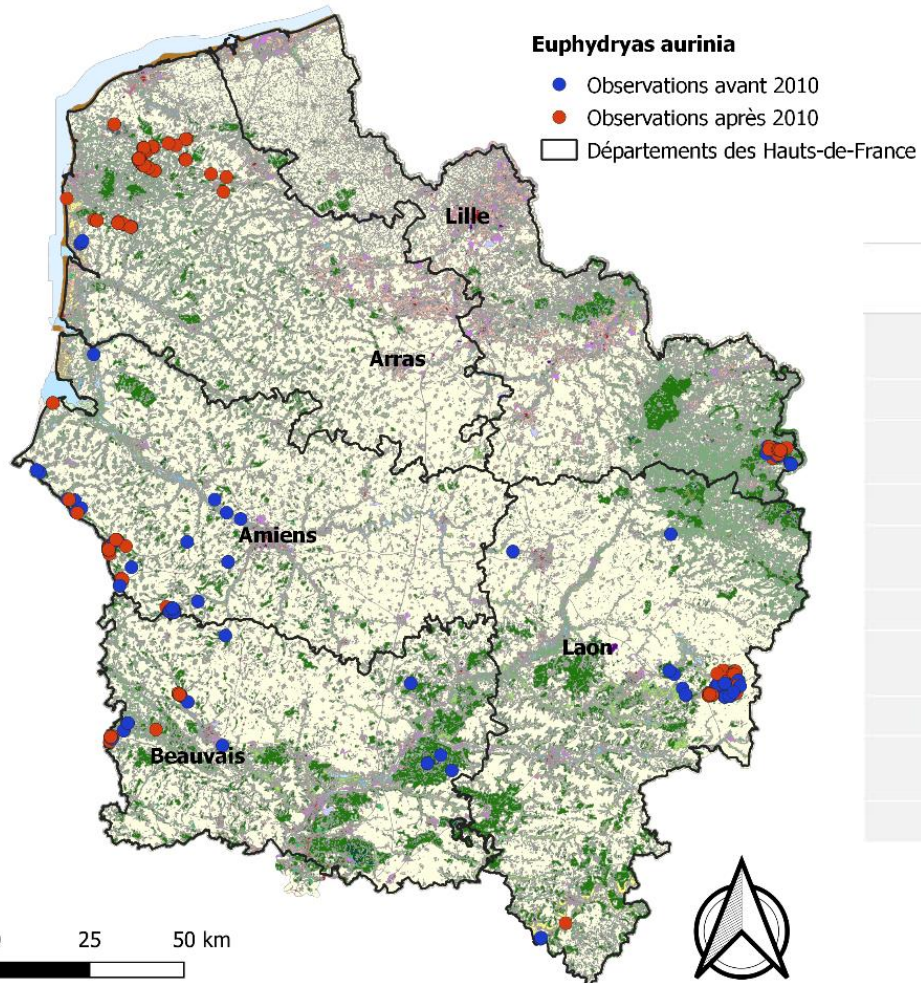 Euphydryas aurinia
Observations avant 2010
Observations après 2010
Départements des Hauts-de-France
Lille
Arras
Amiens
Laon
Beauvais
25 50 km